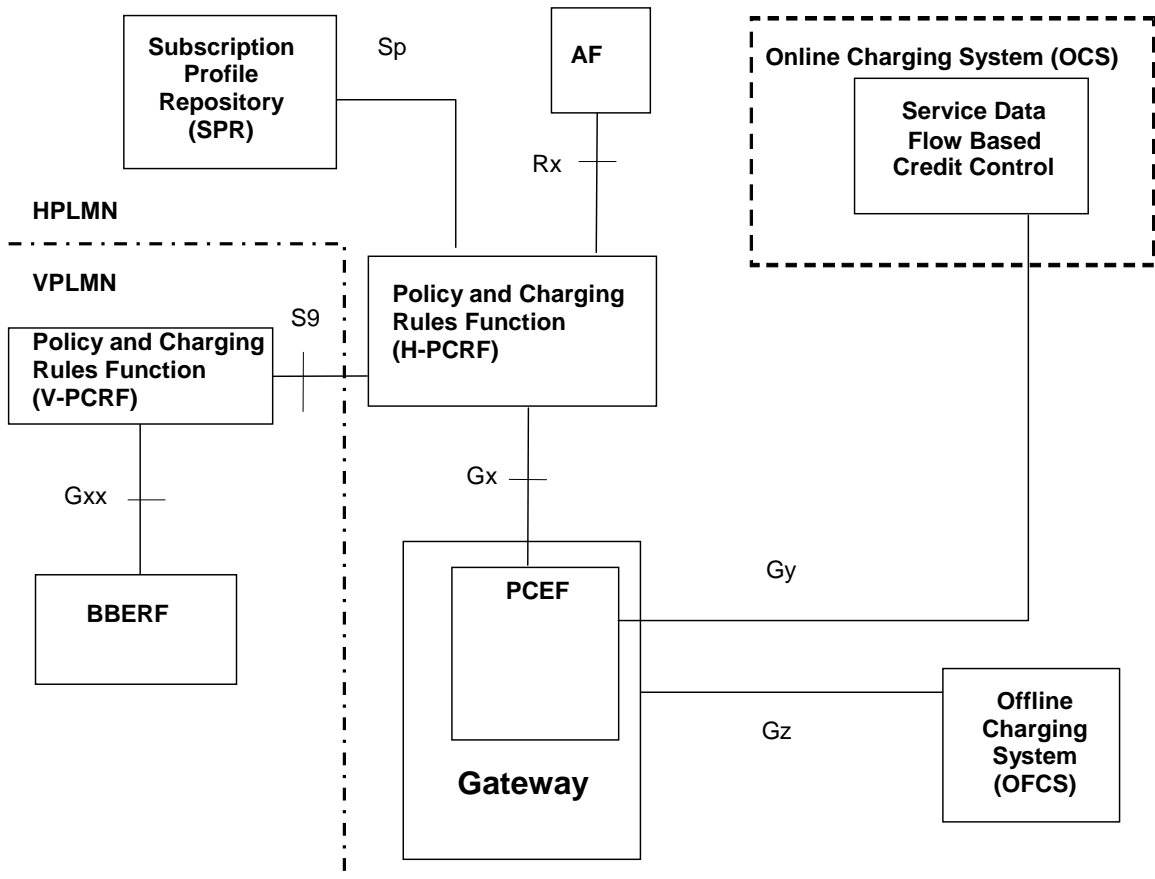 Subscription
Profile
Repository
(SPR)
Sp
AF
Online Charging System (OCS)
Service Data
Flow Based
Credit Control
Rx
HPLMN
VPLMN
S9
Policy and Charging
Rules Function
(H-PCRF)
Policy and Charging
Rules Function
(V-PCRF)
Gxx
Gx
BBERF
PCEF
Gy
Gateway
Gz
Offline
Charging
System
(OFCS)